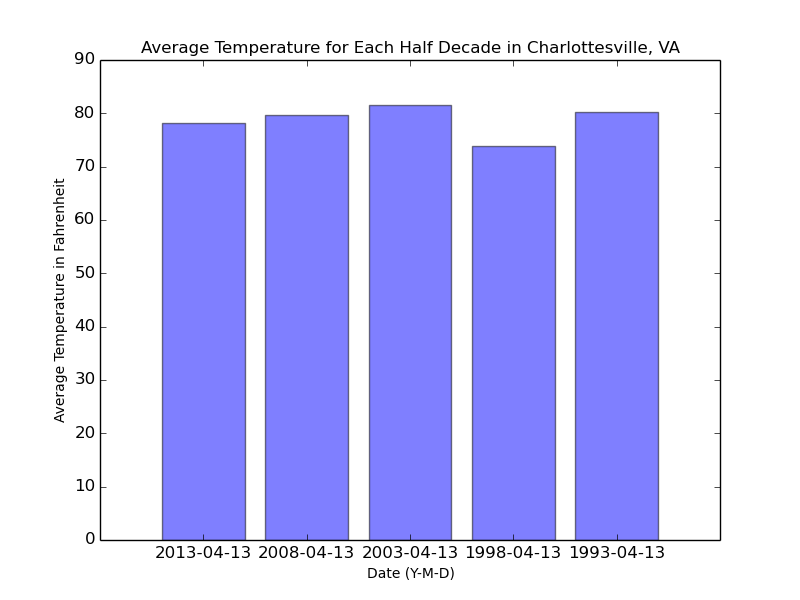 Average Temperature for Each Half Decade in Charlottesville, VA
90
80
70
60
50
40
30
20
10
0
Average Temperature in Fahrenheit
2013-04-13 2008-04-13 2003-04-13 1998-04-13 1993-04-13
Date (Y-M-D)